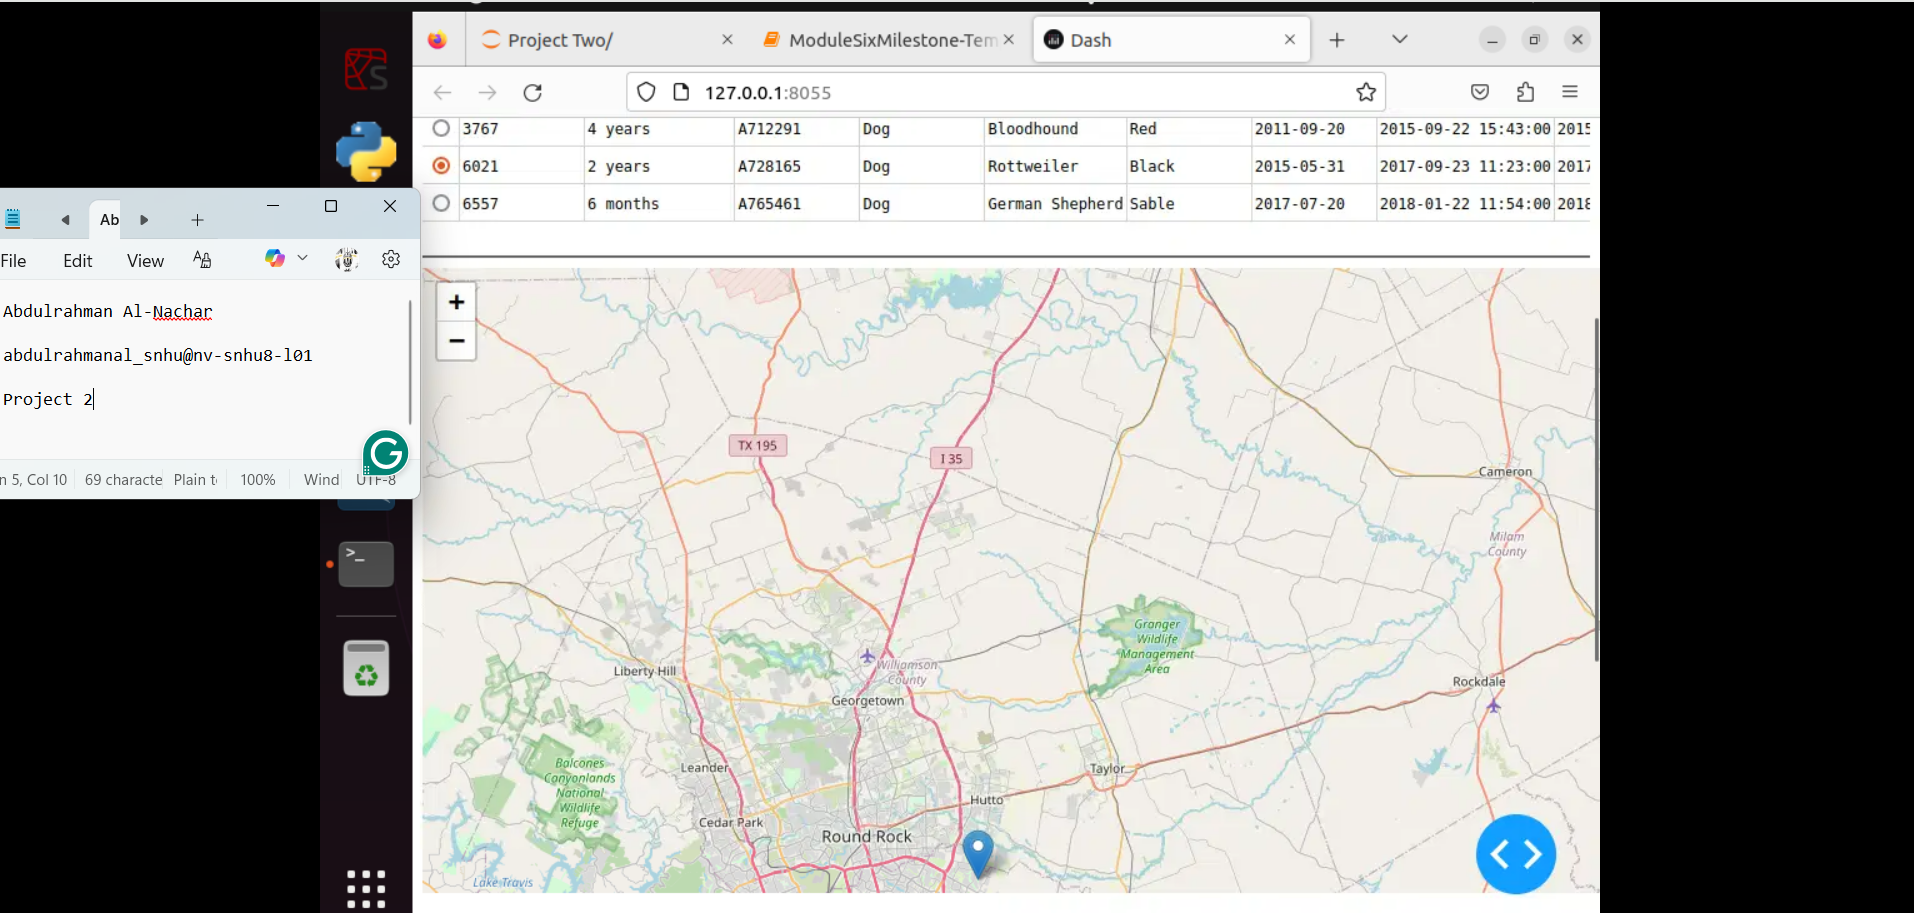 Project Two/
ModuleSixMilestone-Tem
Dash
127.0.0.1:8055
3767 4 years A712291 Dog Bloodhound Red 2011-09-20 2015-09-22 15:43:00 2015
6021 2 years A728165 Dog Rottweiler Black 2015-05-31 2017-09-23 11:23:00 2017
6557 6 months A765461 Dog German Shepherd Sable 2017-07-20 2018-01-22 11:54:00 2018
Ab
File Edit View
Abdulrahman Al-Nachar
abdulrahmanal_snhu@nv-snhu8-l01
Project 2
n 5, Col 10 69 characte Plain t 100% Wind UTF-8
+
−
TX 195
I 35
Cameron
Milam
County
Granger
Wildlife
Management
Area
Liberty Hill
Williamson
County
Georgetown
Rockdale
Balcones
Canyonlands
National
Wildlife
Refuge
Leander
Taylor
Hutto
Cedar Park
Round Rock
Lake Travis